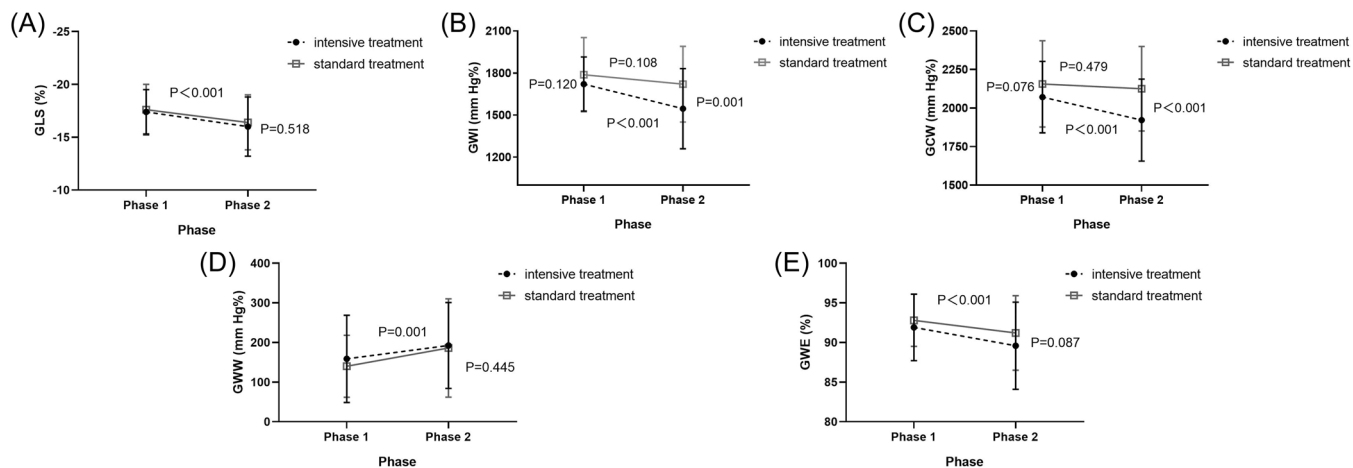 (A)
-25
-20
-15
-10
GLS (%)
P<0.001
P=0.518
intensive treatment
standard treatment
Phase 1
Phase 2
Phase
(B)
2100
1800
1500
1200
GWI (mm Hg%)
P=0.108
P=0.120
P=0.001
P<0.001
intensive treatment
standard treatment
Phase 1
Phase 2
Phase
(C)
2500
2250
2000
1750
1500
GCW (mm Hg%)
P=0.479
P=0.076
P<0.001
P<0.001
intensive treatment
standard treatment
Phase 1
Phase 2
Phase
(D)
400
300
200
100
0
GWW (mm Hg%)
P=0.001
P=0.445
intensive treatment
standard treatment
Phase 1
Phase 2
Phase
(E)
100
95
90
85
80
GWE (%)
P<0.001
P=0.087
intensive treatment
standard treatment
Phase 1
Phase 2
Phase